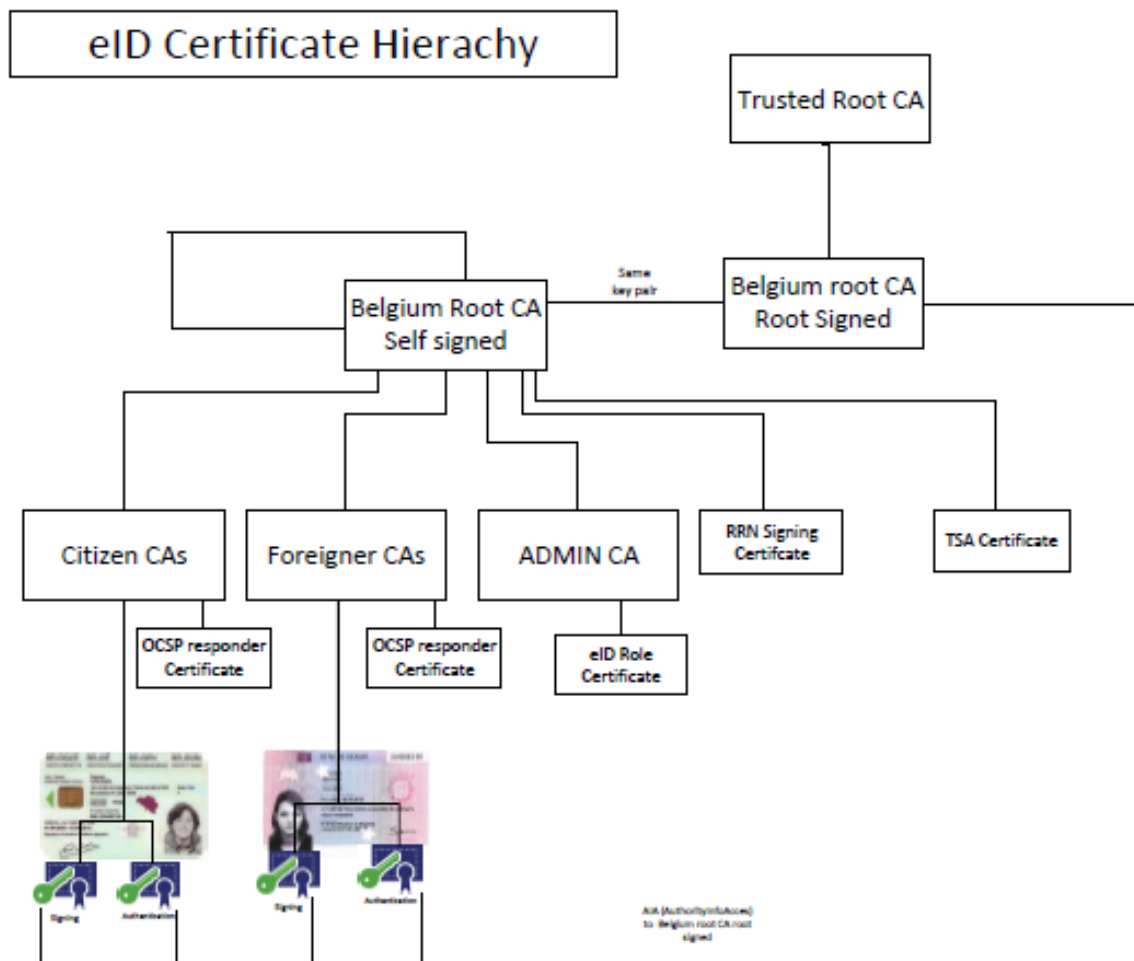 eID Certificate Hierachy
Trusted Root CA
Same
key pair
Belgium Root CA
Self signed
Belgium root CA
Root Signed
Citizen CAs
Foreigner CAs
ADMIN CA
RRN Signing
Certifcate
TSA Certificate
OCSP responder
Certificate
OCSP responder
Certificate
eID Role
Certificate
Signing
Authentication
Signing
Authentication
AIA (AuthorityInfoAcces)
to Belgium root CA root
signed